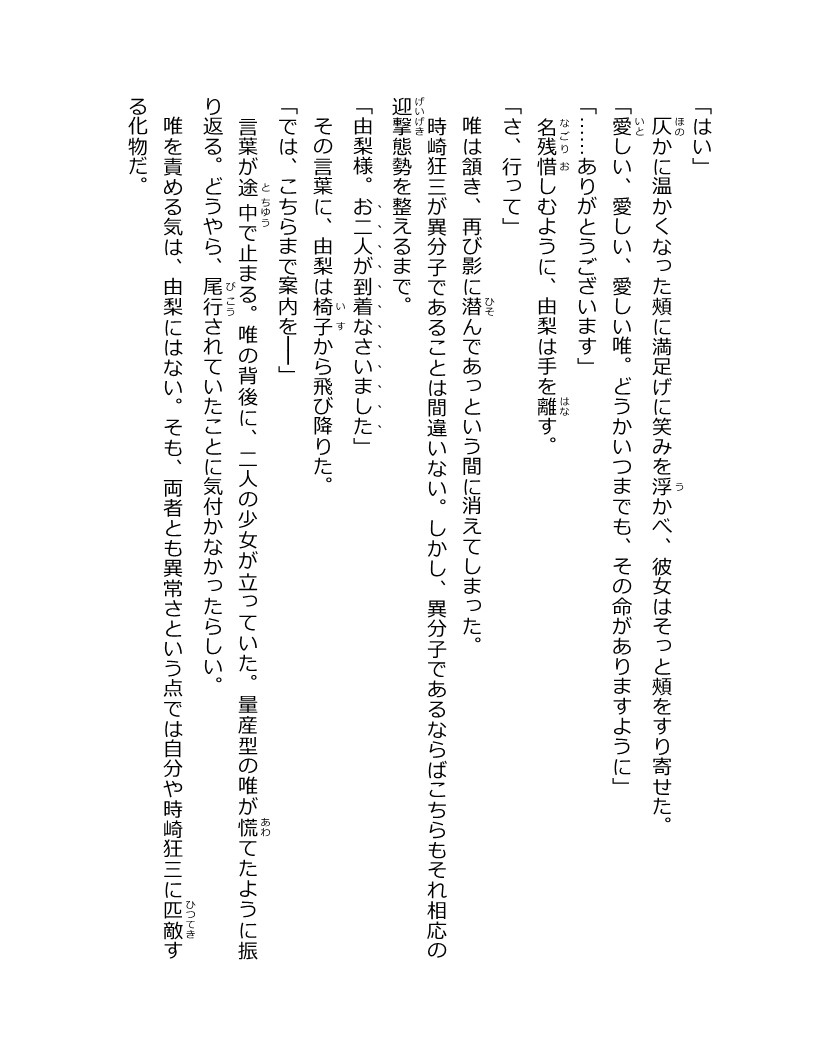 「はい」
仄かに温かくなった頰に満足げに笑みを浮かべ、彼女はそっと頰をすり寄せた。
「愛しい、愛しい、愛しい唯。どうかいつまでも、その命がありますように」
「……ありがとうございます」
名残惜しむように、由梨は手を離す。
「さ、行って」
唯は頷き、再び影に潜んであっという間に消えてしまった。
時崎狂三が異分子であることは間違いない。しかし、異分子であるならばこちらもそれ相応の
迎撃態勢を整えるまで。
「由梨様。お二人が到着なさいました」
その言葉に、由梨は椅子から飛び降りた。
「では、こちらまで案内を──」
言葉が途中で止まる。唯の背後に、二人の少女が立っていた。量産型の唯が慌てたように振
り返る。どうやら、尾行されていたことに気付かなかったらしい。
唯を責める気は、由梨にはない。そも、両者とも異常さという点では自分や時崎狂三に匹敵す
る化物だ。